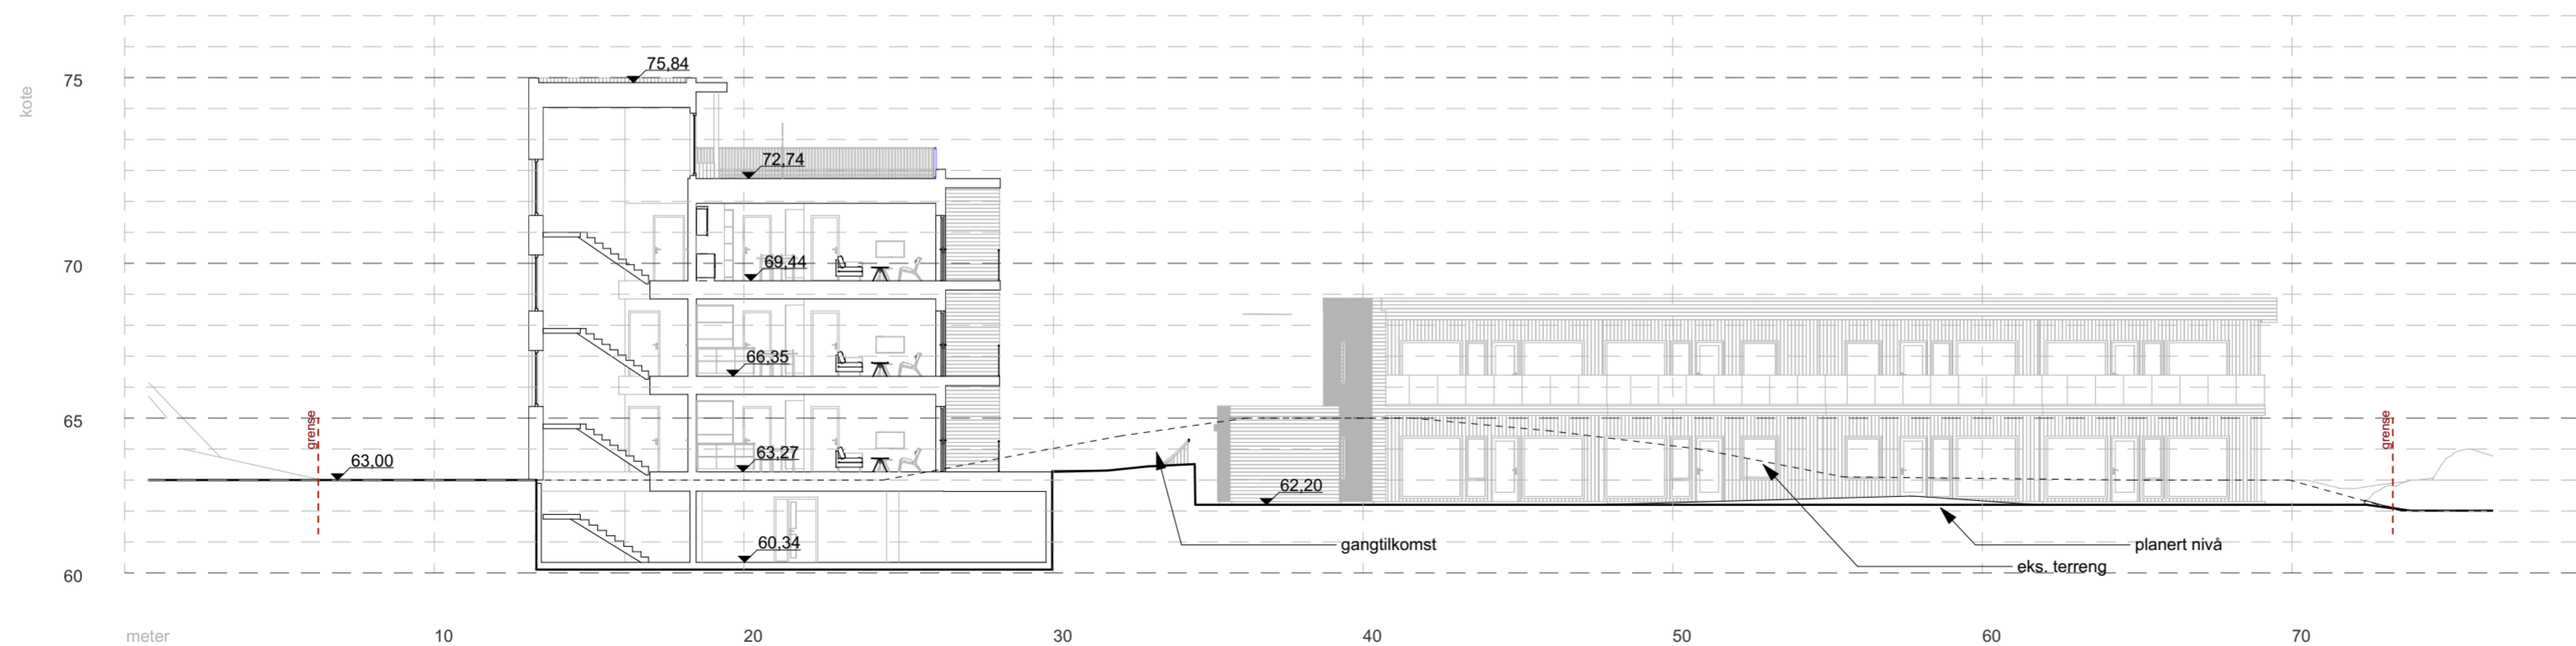 75,84
75
kote
72,74
70
69,44
66,35
65
grense
grense
63,27
63,00
62,20
60,34
gangtilkomst
planert nivå
eks. terreng
60
meter
10
20
30
40
50
60
70